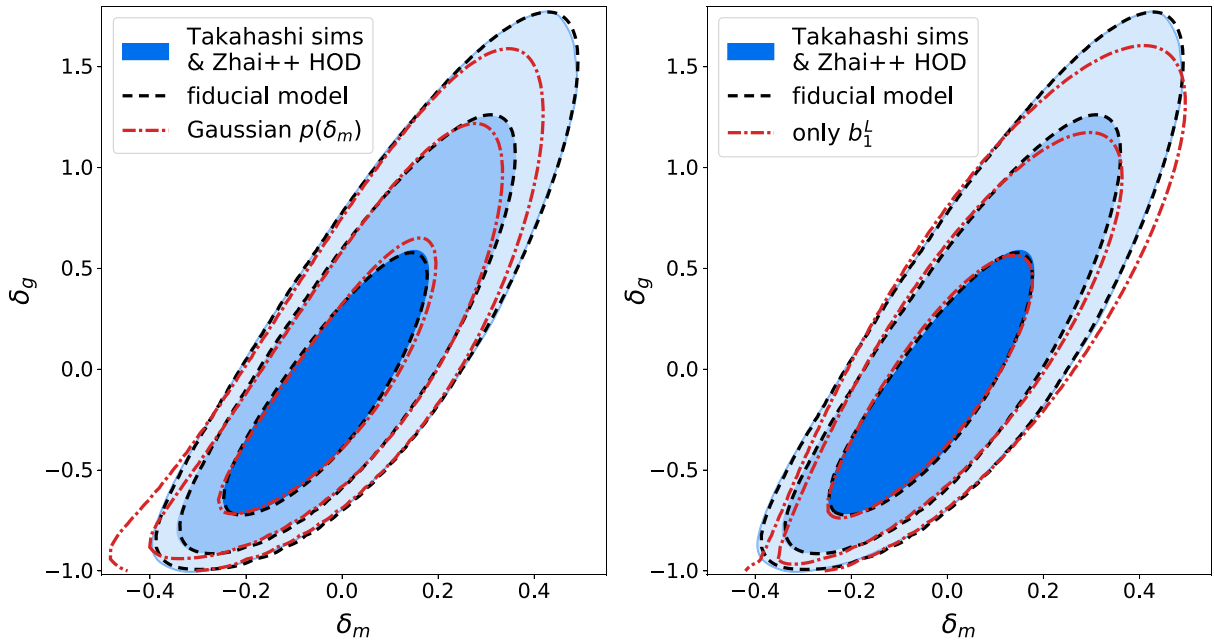 Takahashi sims
& Zhai++ HOD
fiducial model
Gaussian p(δₘ)
1.5
1.0
0.5
0.0
−0.5
−1.0
δ_g
−0.4
−0.2
0.0
0.2
0.4
δₘ
Takahashi sims
& Zhai++ HOD
fiducial model
only b₁ᴸ
1.5
1.0
0.5
0.0
−0.5
−1.0
δ_g
−0.4
−0.2
0.0
0.2
0.4
δₘ